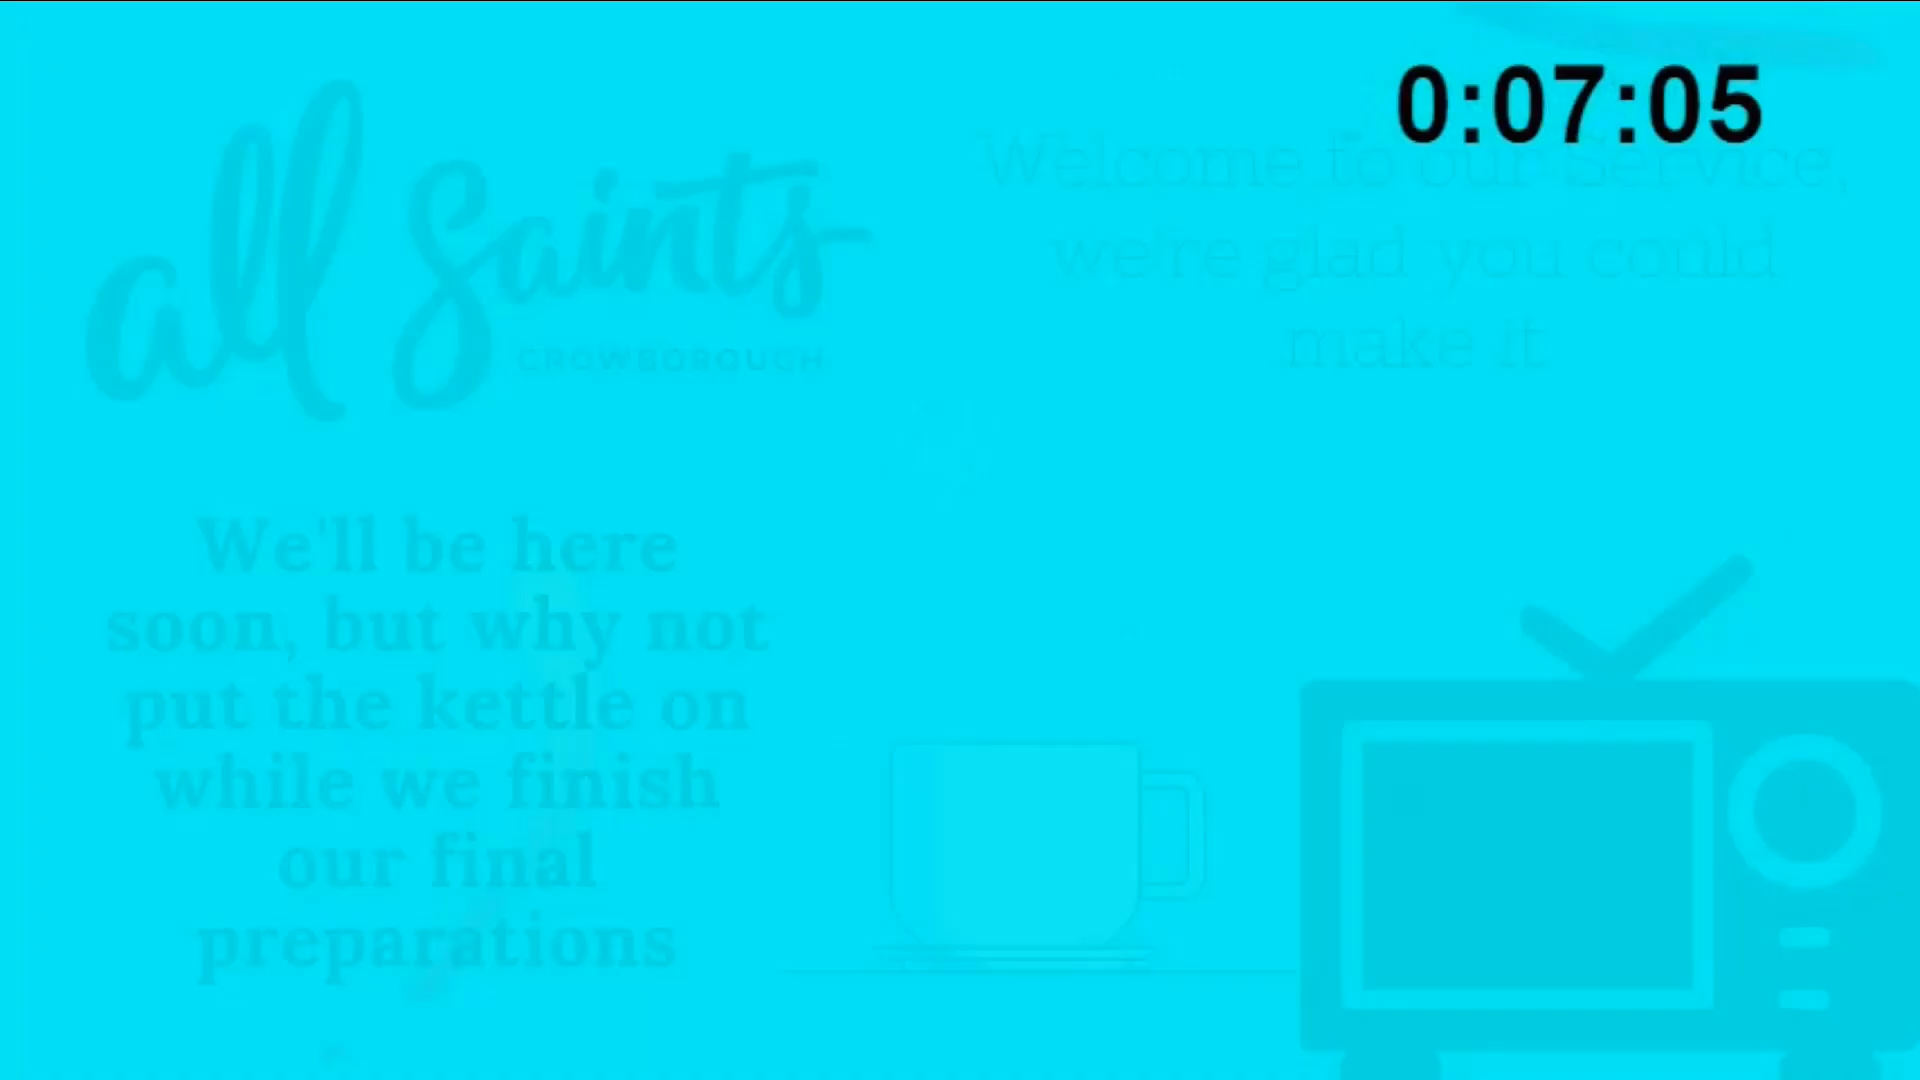 0:07:05
all Saints
CROWBOROUGH
Welcome to our Service,
we're glad you could
make it
We'll be here
soon, but why not
put the kettle on
while we finish
our final
preparations